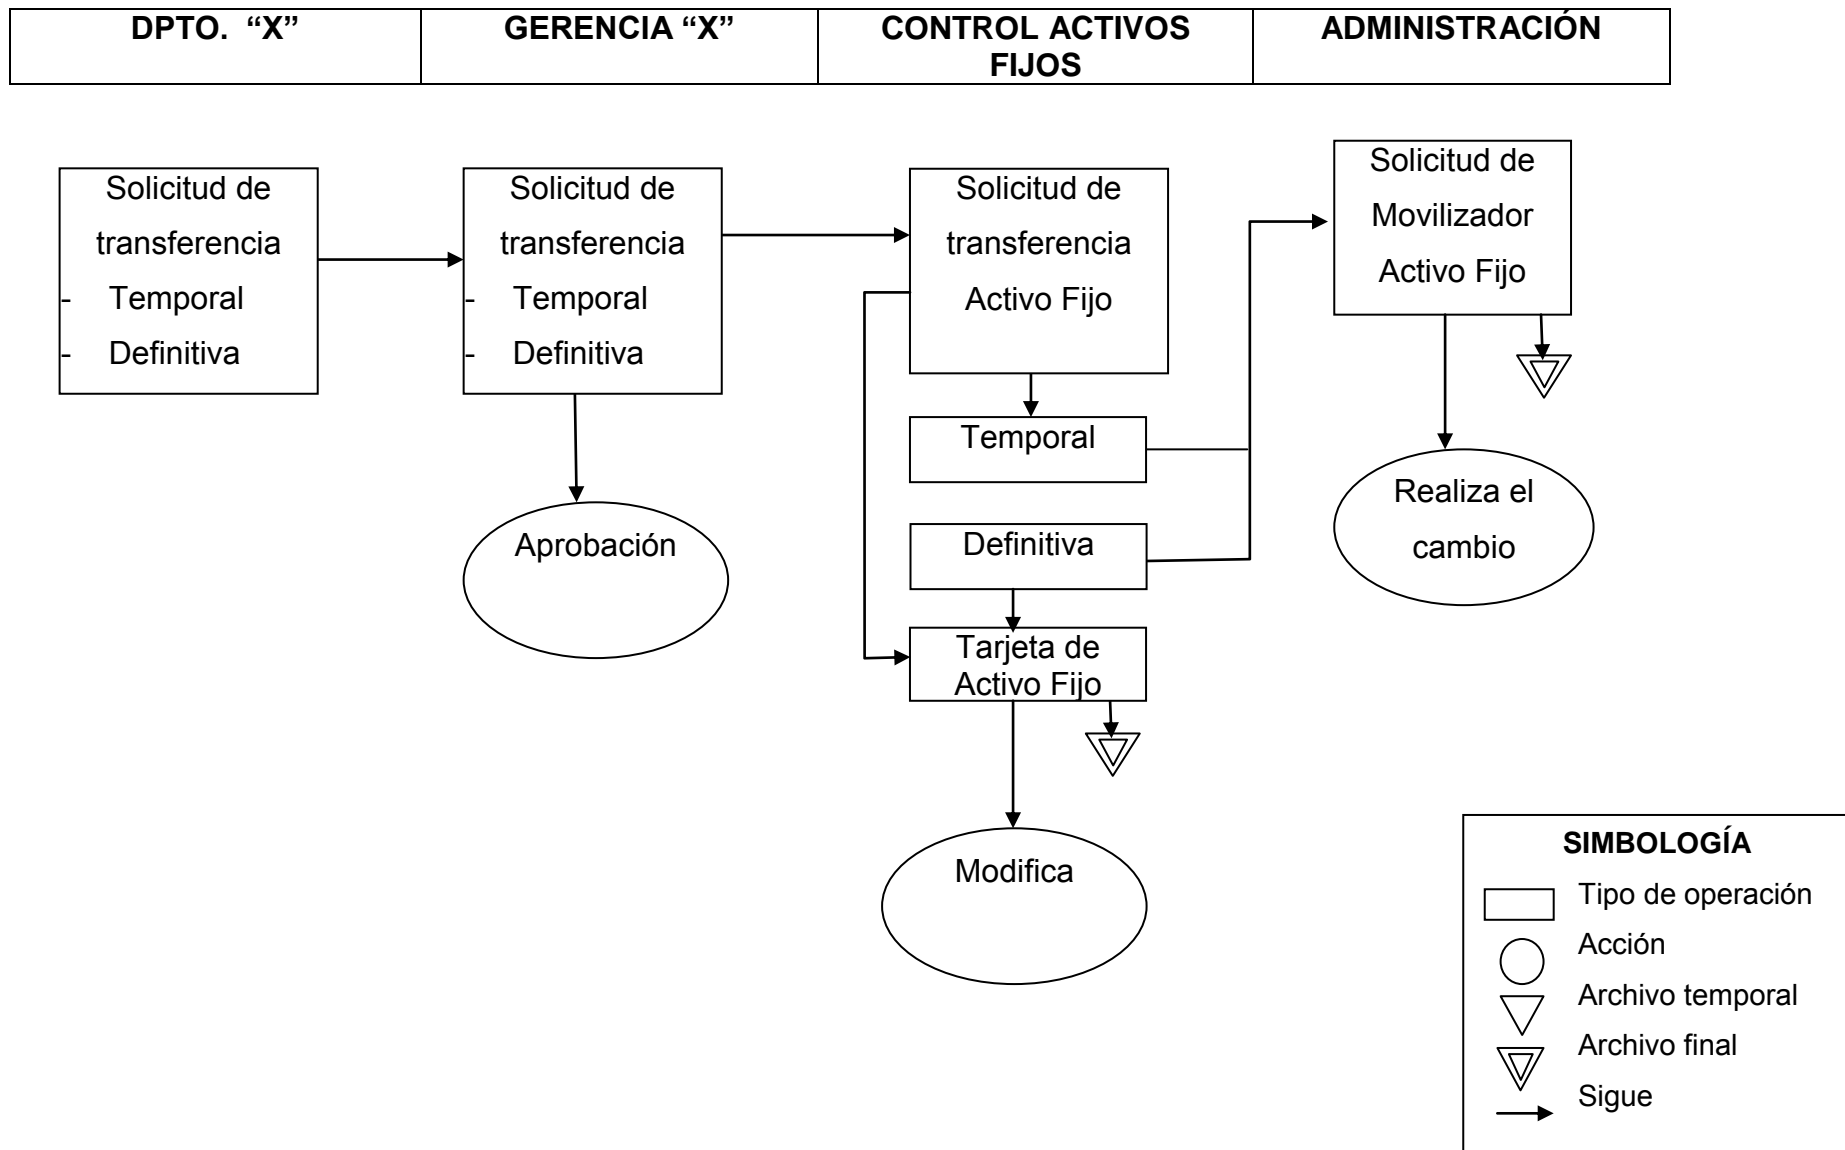 DPTO. “X”
GERENCIA “X”
CONTROL ACTIVOS
FIJOS
ADMINISTRACIÓN
Solicitud de
transferencia
- Temporal
- Definitiva
Solicitud de
transferencia
- Temporal
- Definitiva
Aprobación
Solicitud de
transferencia
Activo Fijo
Temporal
Definitiva
Tarjeta de
Activo Fijo
Modifica
Solicitud de
Movilizador
Activo Fijo
Realiza el
cambio
SIMBOLOGÍA
Tipo de operación
Acción
Archivo temporal
Archivo final
Sigue